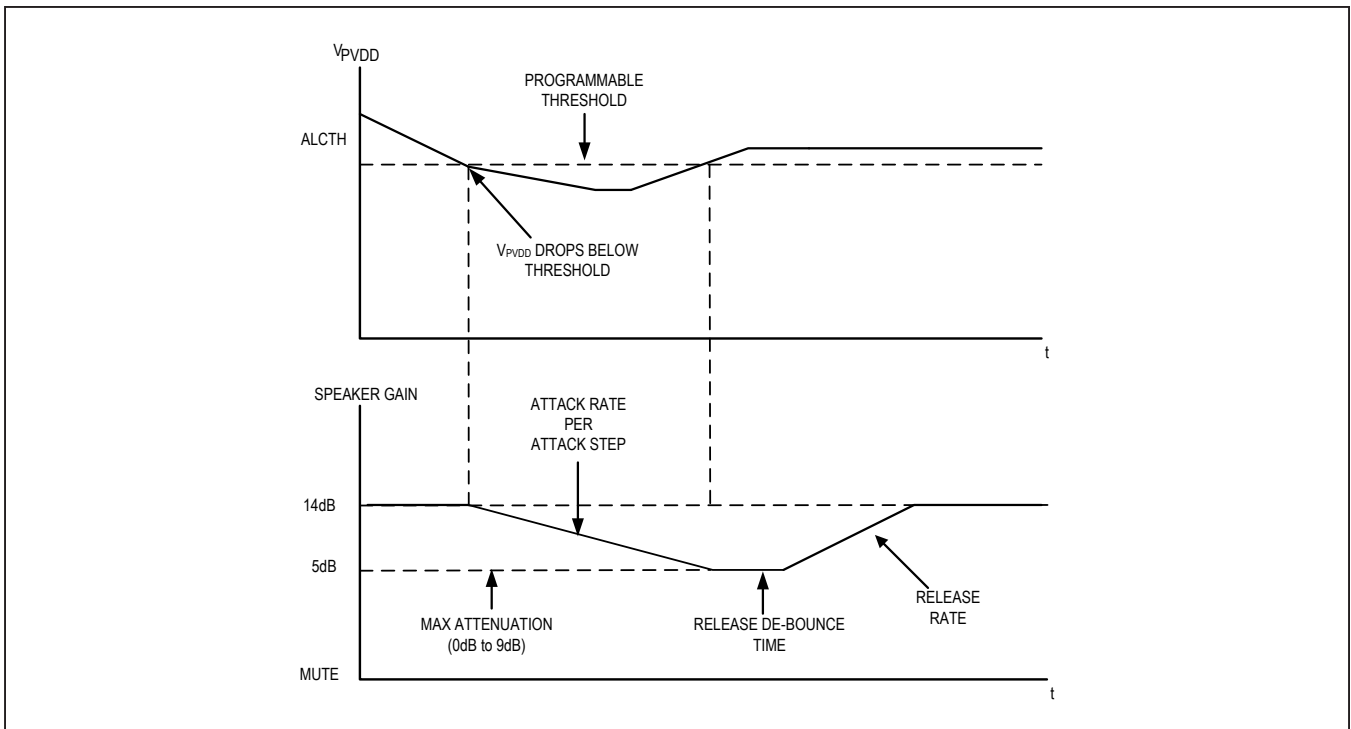 VPVDD
PROGRAMMABLE
THRESHOLD
ALCTH
VPVDD DROPS BELOW
THRESHOLD
t
SPEAKER GAIN
ATTACK RATE
PER
ATTACK STEP
14dB
5dB
MAX ATTENUATION
(0dB to 9dB)
RELEASE DE-BOUNCE
TIME
RELEASE
RATE
MUTE
t